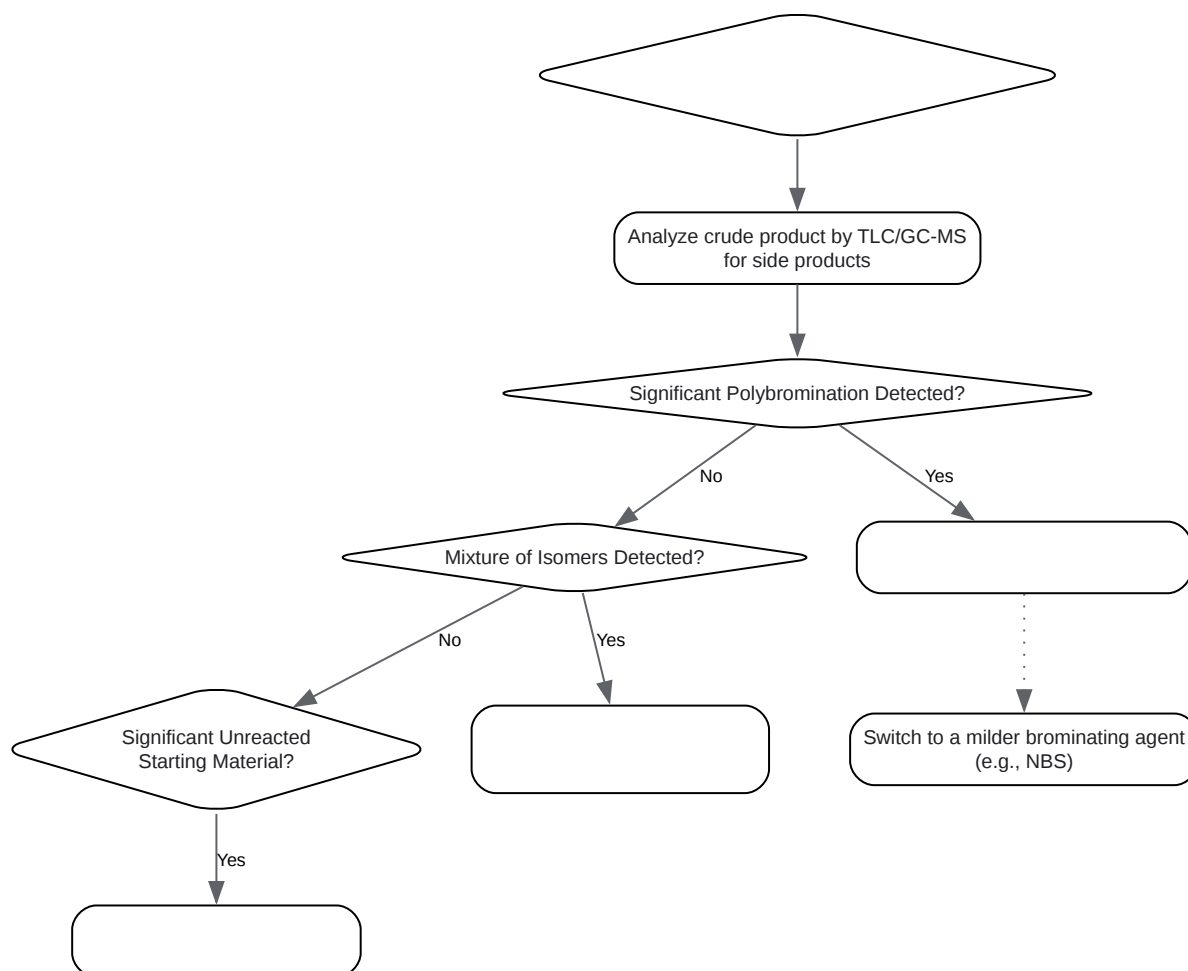 Analyze crude product by TLC/GC-MS
for side products
Significant Polybromination Detected?
No
Yes
Mixture of Isomers Detected?
No
Yes
Significant Unreacted
Starting Material?
Switch to a milder brominating agent
(e.g., NBS)
Yes